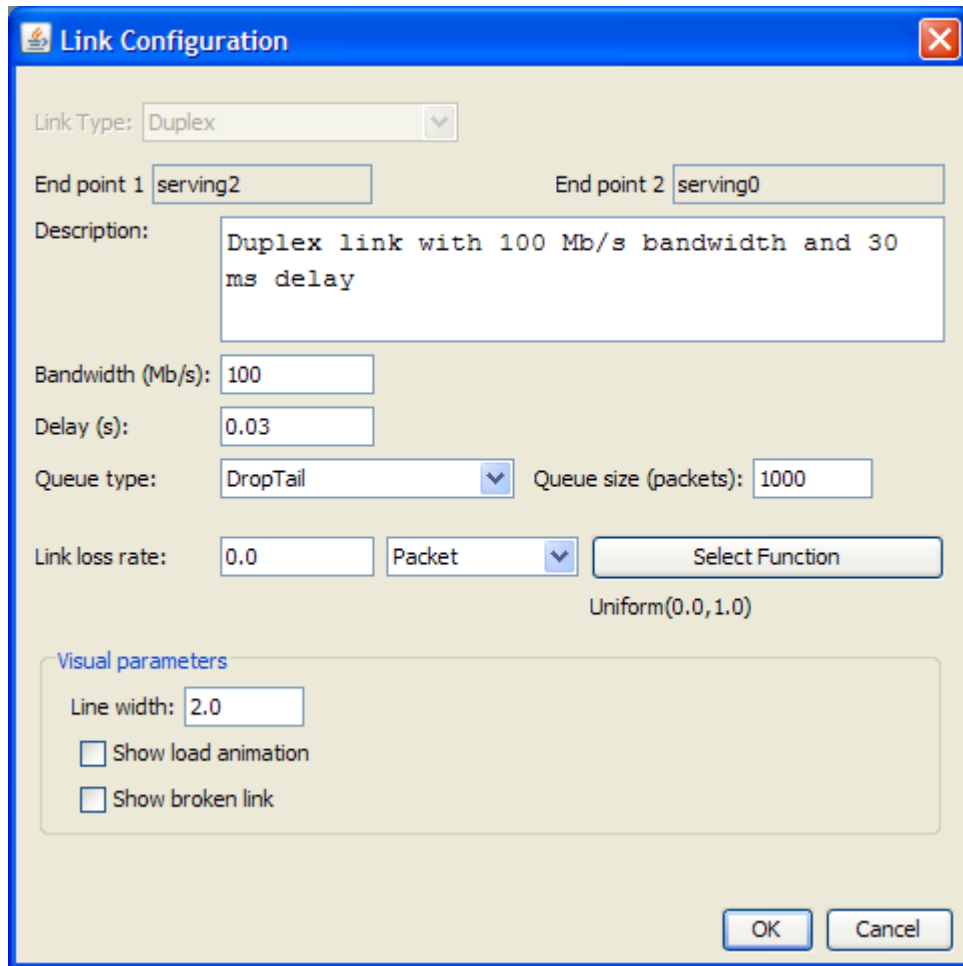 Link Configuration
Link Type: Duplex
End point 1 serving2 End point 2 serving0
Description: Duplex link with 100 Mb/s bandwidth and 30
ms delay
Bandwidth (Mb/s): 100
Delay (s): 0.03
Queue type: DropTail Queue size (packets): 1000
Link loss rate: 0.0 Packet Select Function
Uniform(0.0,1.0)
Visual parameters
Line width: 2.0
Show load animation
Show broken link
OK Cancel